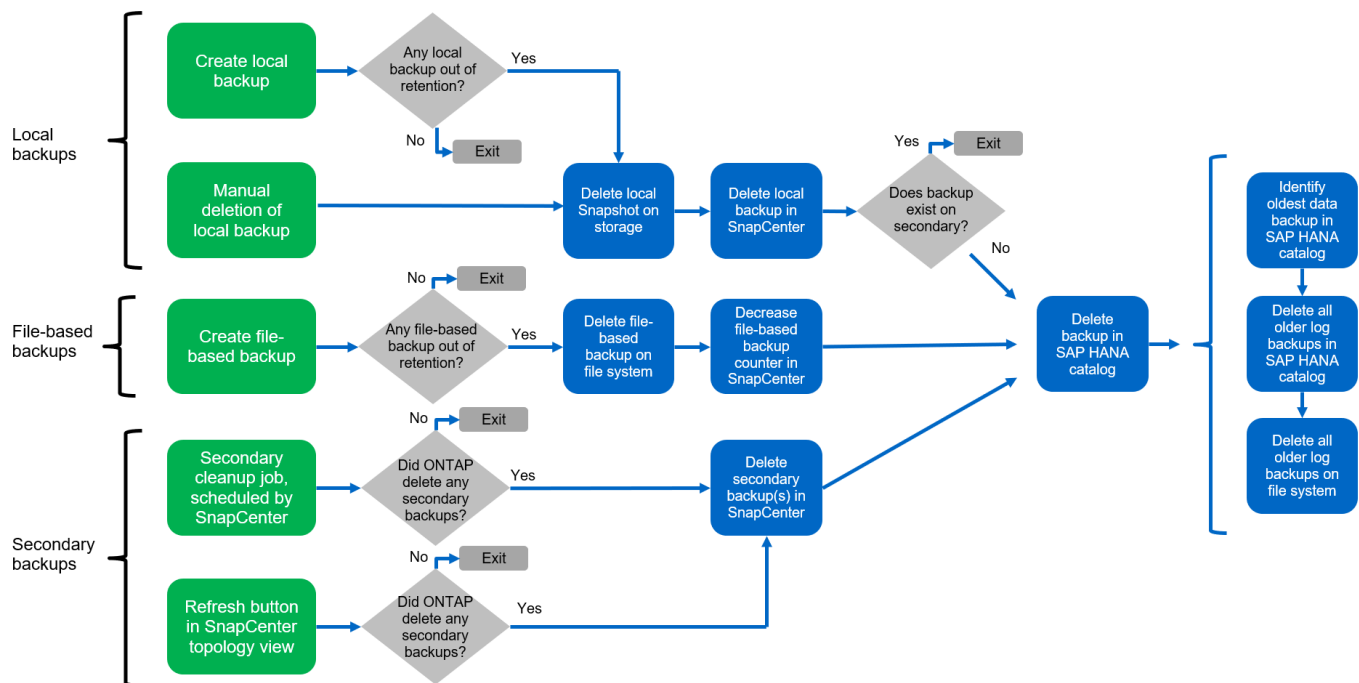 Local
backups
Create local
backup
Any local
backup out of
retention?
Yes
No
Exit
Manual
deletion of
local backup
Delete local
Snapshot on
storage
Delete local
backup in
SnapCenter
Does backup
exist on
secondary?
Yes
Exit
No
File-based
backups
Create file-
based backup
Any file-based
backup out of
retention?
No
Exit
Yes
Delete file-
based
backup on
file system
Decrease
file-based
backup
counter in
SnapCenter
Delete
backup in
SAP HANA
catalog
Identify
oldest data
backup in
SAP HANA
catalog
Delete all
older log
backups in
SAP HANA
catalog
Delete all
older log
backups on
file system
Secondary
backups
Secondary
cleanup job,
scheduled by
SnapCenter
Did ONTAP
delete any
secondary
backups?
No
Exit
Yes
Delete
secondary
backup(s) in
SnapCenter
Refresh button
in SnapCenter
topology view
Did ONTAP
delete any
secondary
backups?
No
Exit
Yes